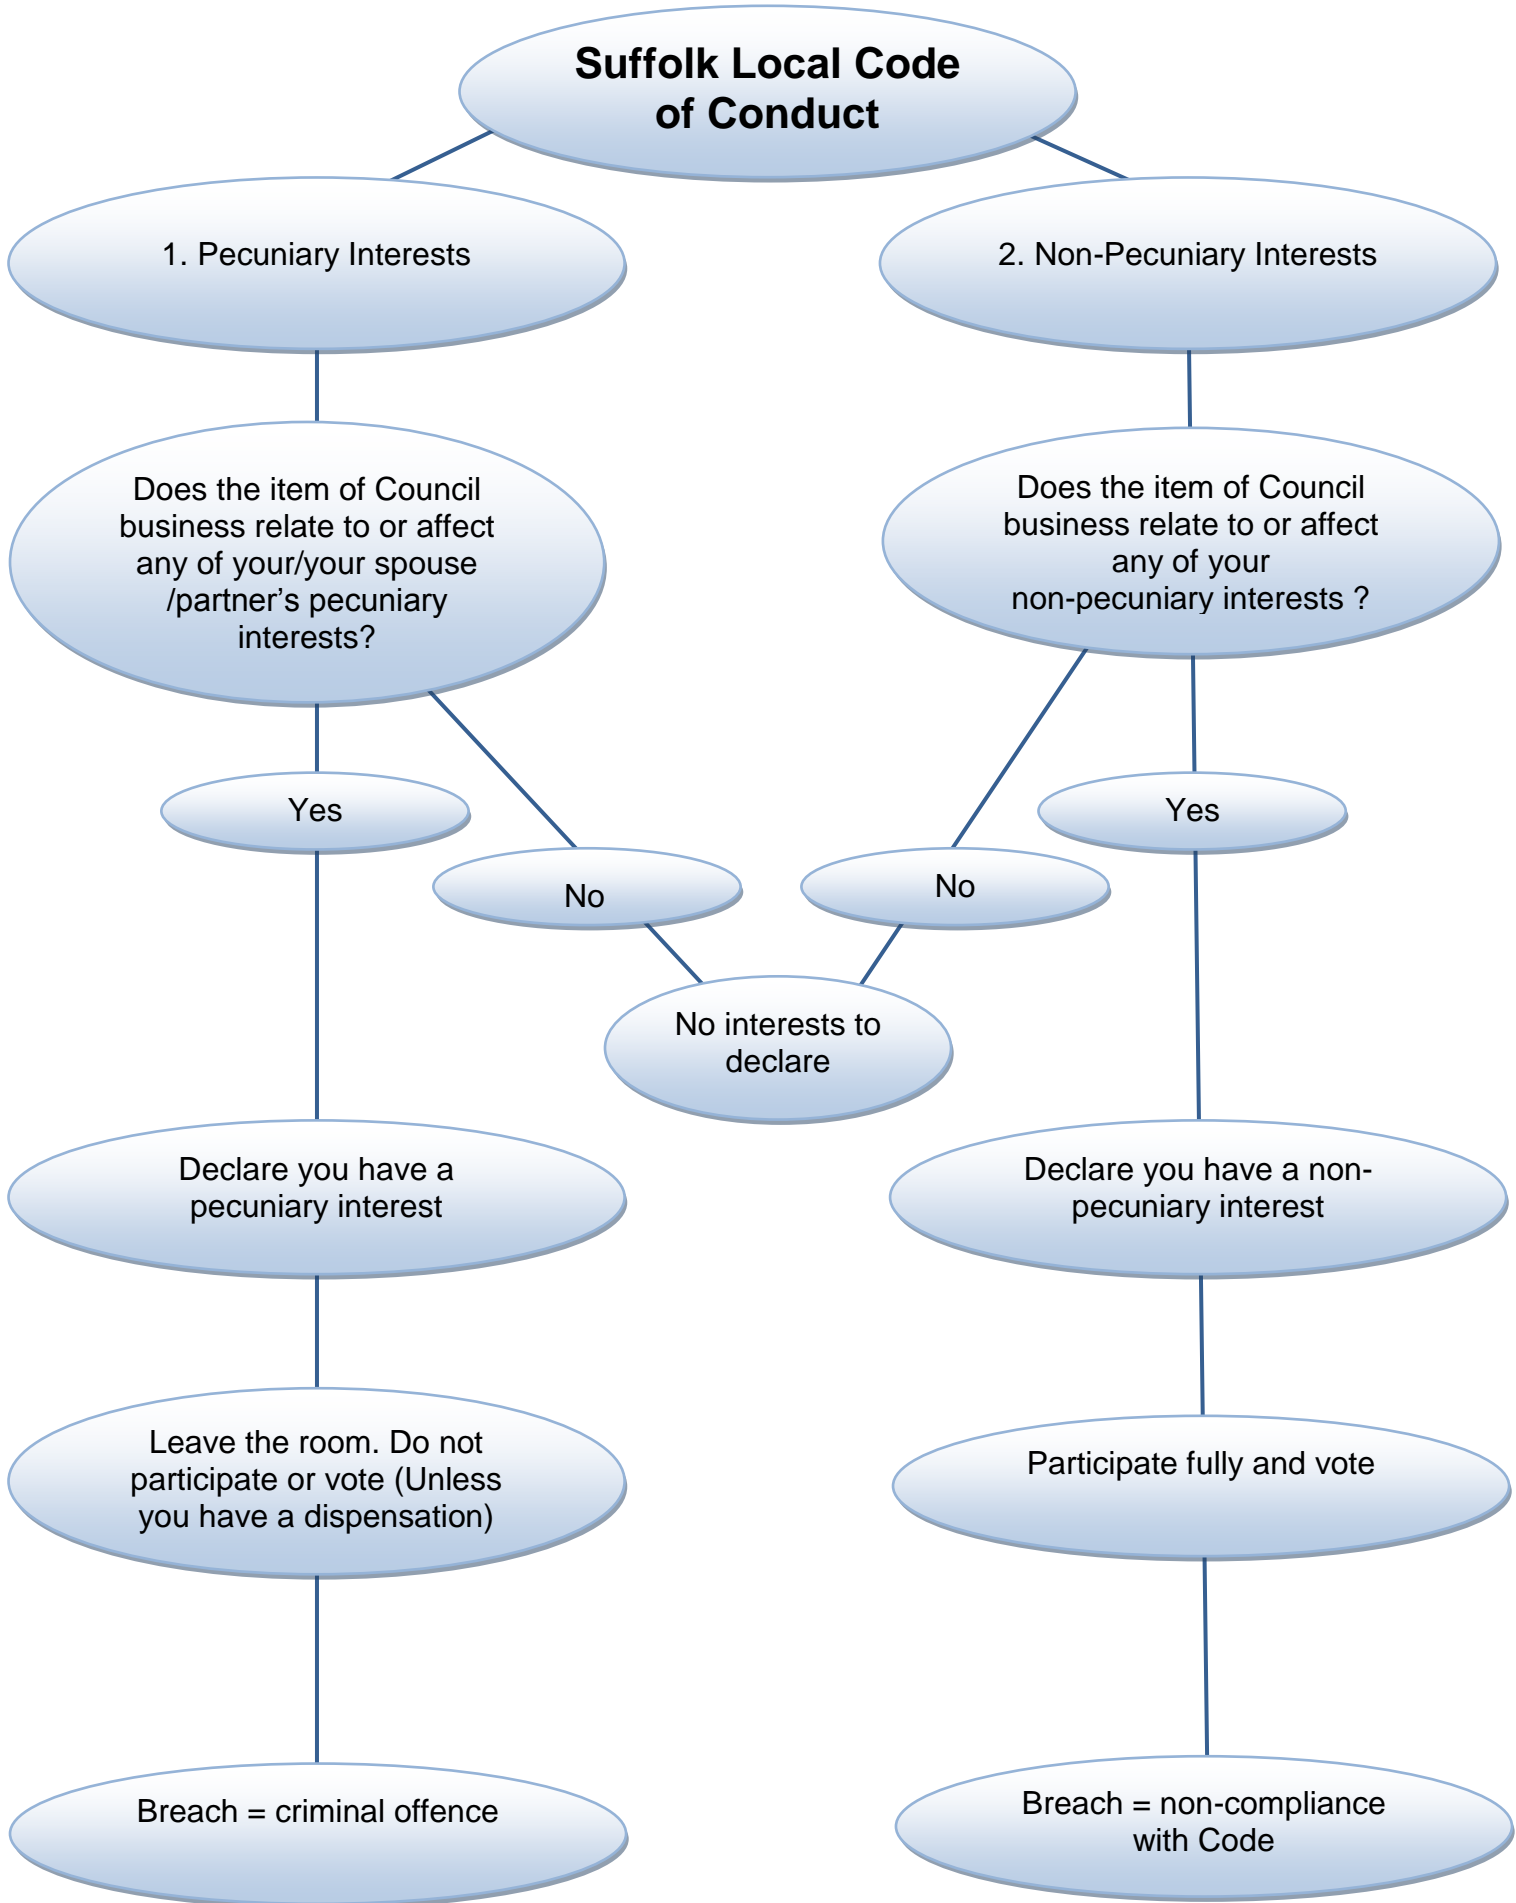 Suffolk Local Code
of Conduct
1. Pecuniary Interests
2. Non-Pecuniary Interests
Does the item of Council
business relate to or affect
any of your/your spouse
/partner’s pecuniary
interests?
Does the item of Council
business relate to or affect
any of your
non-pecuniary interests ?
Yes
No
No
Yes
No interests to
declare
Declare you have a
pecuniary interest
Declare you have a non-
pecuniary interest
Leave the room. Do not
participate or vote (Unless
you have a dispensation)
Participate fully and vote
Breach = criminal offence
Breach = non-compliance
with Code